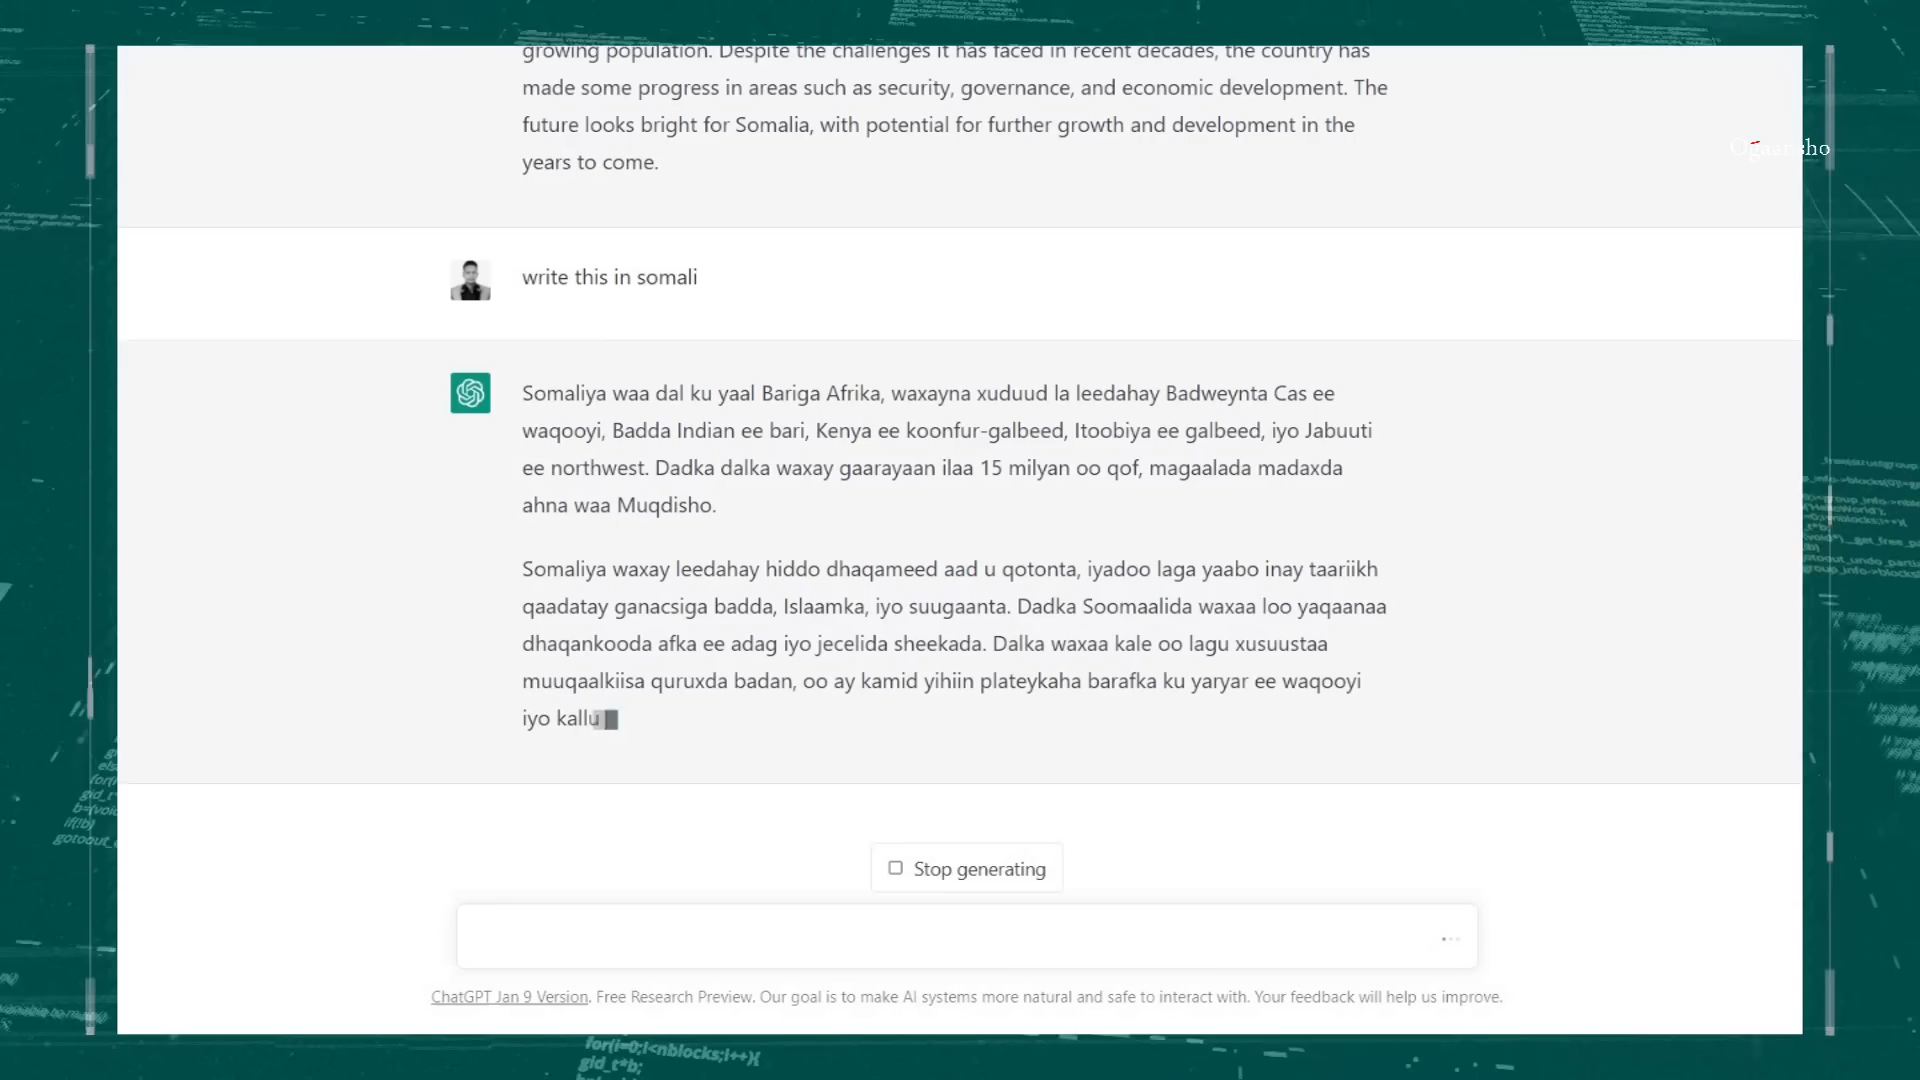 growing population. Despite the challenges it has faced in recent decades, the country has
made some progress in areas such as security, governance, and economic development. The
future looks bright for Somalia, with potential for further growth and development in the
years to come.
Ogaansho
write this in somali
Somaliya waa dal ku yaal Bariga Afrika, waxayna xuduud la leedahay Badweynta Cas ee
waqooyi, Badda Indian ee bari, Kenya ee koonfur-galbeed, Itoobiya ee galbeed, iyo Jabuuti
ee northwest. Dadka dalka waxay gaarayaan ilaa 15 milyan oo qof, magaalada madaxda
ahna waa Muqdisho.
Somaliya waxay leedahay hiddo dhaqameed aad u qotonta, iyadoo laga yaabo inay taariikh
qaadatay ganacsiga badda, Islaamka, iyo suugaanta. Dadka Soomaalida waxaa loo yaqaanaa
dhaqankooda afka ee adag iyo jecelida sheekada. Dalka waxaa kale oo lagu xusuustaa
muuqaalkiisa quruxda badan, oo ay kamid yihiin plateykaha barafka ku yaryar ee waqooyi
iyo kallu
Stop generating
ChatGPT Jan 9 Version. Free Research Preview. Our goal is to make AI systems more natural and safe to interact with. Your feedback will help us improve.
for(i=0;i<nblocks;i++){
gid_t*b;